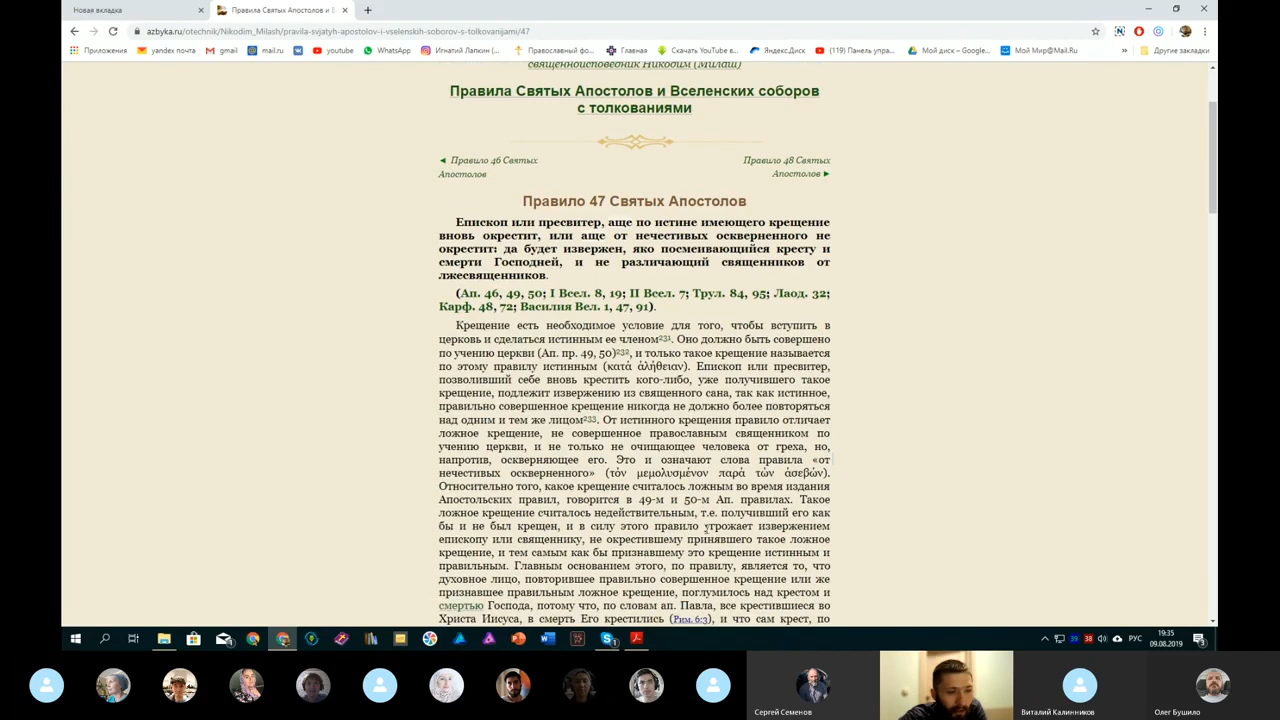 Новая вкладка
Правила Святых Апостолов и В
azbyka.ru/otechnik/Nikodim_Milash/pravila-svjatyh-apostolov-i-vselenskih-soborov-s-tolkovanijami/47
yandex почта
gmail
mail.ru
youtube
WhatsApp
Игнатий Лапкин (...
Православный фо...
Главная
Скачать YouTube в...
Яндекс.Диск
(119) Панель упра...
Мой диск – Googl...
Мой Мир@Mail.Ru
Другие закладки
священноисповедник Никодим (Милаш)
Правила Святых Апостолов и Вселенских соборов
с толкованиями
◄ Правило 46 Святых
Апостолов
Правило 48 Святых
Апостолов ►
Правило 47 Святых Апостолов
Епископ или пресвитер, аще по истине имеющего крещение
вновь окрестит, или аще от нечестивых оскверненного не
окрестит: да будет извержен, яко посмеивающийся кресту и
смерти Господней, и не различающий священников от
лжесвященников.
(Ап. 46, 49, 50; I Всел. 8, 19; II Всел. 7; Трул. 84, 95; Лаод. 32;
Карф. 48, 72; Василия Вел. 1, 47, 91).
Крещение есть необходимое условие для того, чтобы вступить в
церковь и сделаться истинным ее членом231. Оно должно быть совершено
по учению церкви (Ап. пр. 49, 50)232, и только такое крещение называется
по этому правилу истинным (κατά ἀλήθειαν). Епископ или пресвитер,
позволивший себе вновь крестить кого-либо, уже получившего такое
крещение, подлежит извержению из священного сана, так как истинное,
правильно совершенное крещение никогда не должно более повторяться
над одним и тем же лицом233. От истинного крещения правило отличает
ложное крещение, не совершенное православным священником по
учению церкви, и не только не очищающее человека от греха, но,
напротив, оскверняющее его. Это и означают слова правила «от
нечестивых оскверненного» (τόν μεμολυσμένον παρά τών ἀσεβών).
Относительно того, какое крещение считалось ложным во время издания
Апостольских правил, говорится в 49-м и 50-м Ап. правилах. Такое
ложное крещение считалось недействительным, т.е. получивший его как
бы и не был крещен, и в силу этого правило угрожает извержением
епископу или священнику, не окрестившему принявшего такое ложное
крещение, и тем самым как бы признавшему это крещение истинным и
правильным. Главным основанием этого, по правилу, является то, что
духовное лицо, повторившее правильно совершенное крещение или же
признавшее правильным ложное крещение, поглумилось над крестом и
смертью Господа, потому что, по словам ап. Павла, все крестившиеся во
Христа Иисуса, в смерть Его крестились (Рим. 6:3), и что сам крест, по
39
38
РУС
19:35
09.08.2019
Сергей Семенов
Виталий Калинников
Олег Бушило